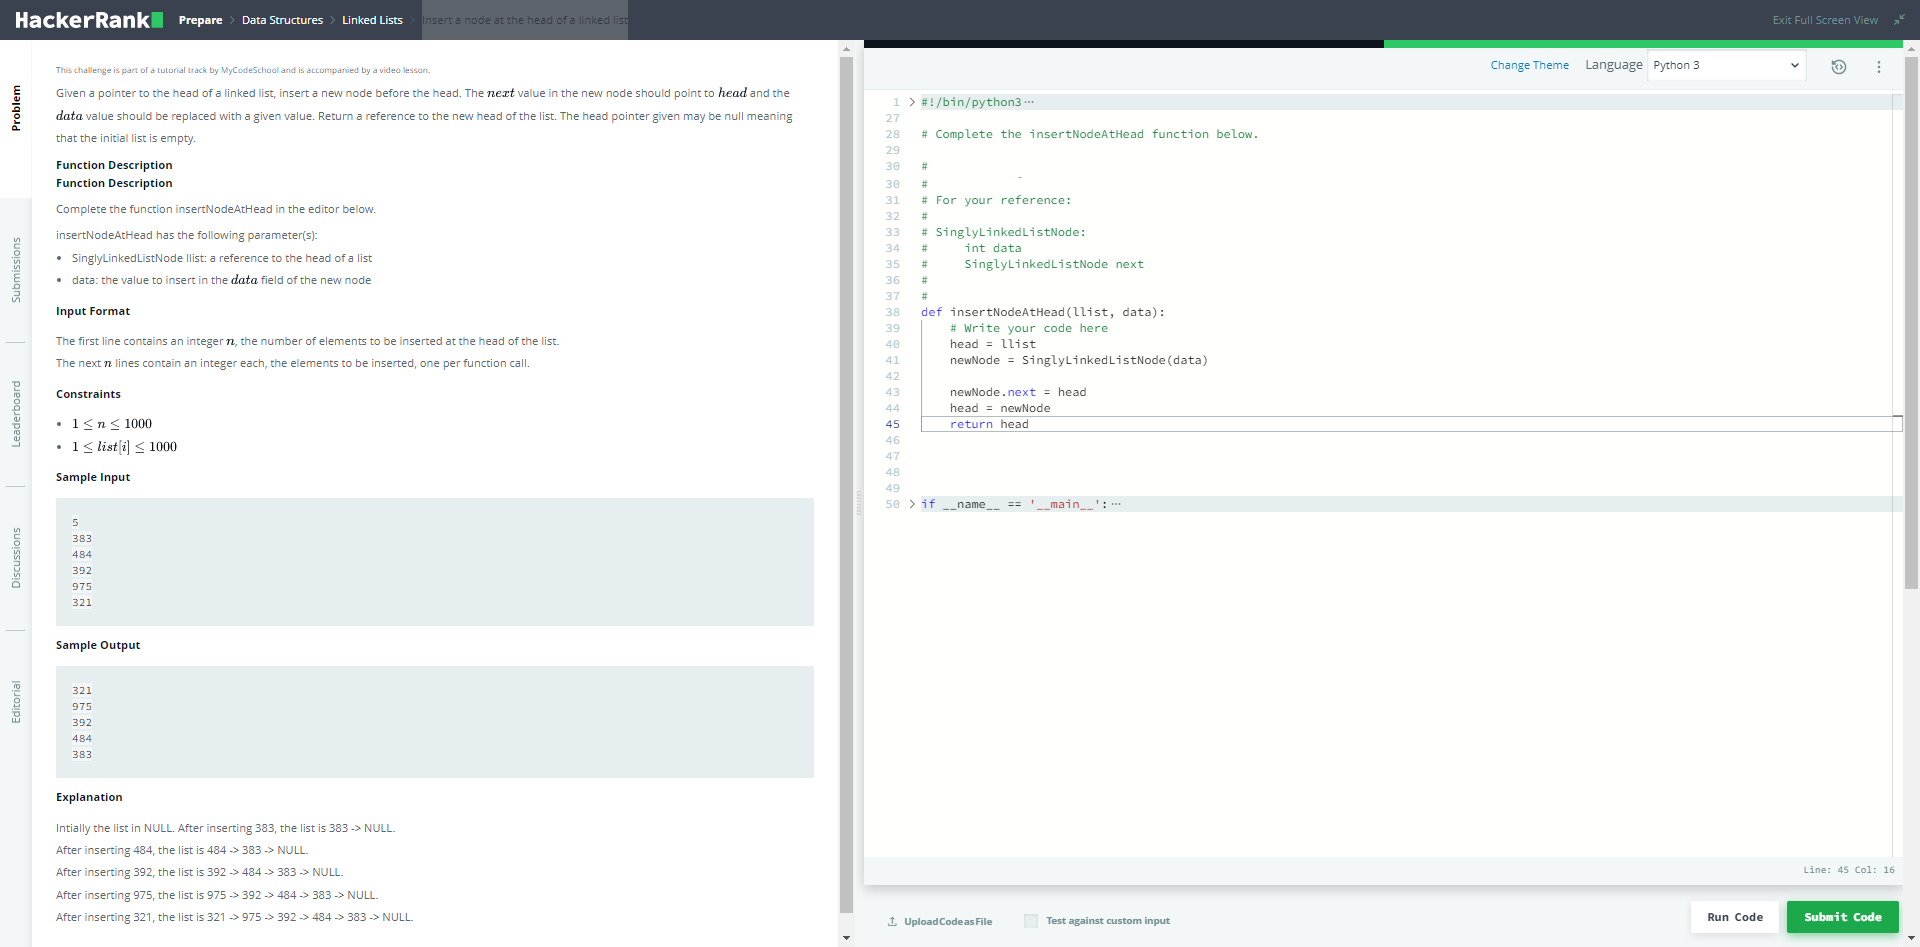 HackerRank Prepare > Data Structures > Linked Lists > Insert a node at the head of a linked list Exit Full Screen View
Problem
Submissions
Leaderboard
Discussions
Editorial
This challenge is part of a tutorial track by MyCodeSchool and is accompanied by a video lesson.
Given a pointer to the head of a linked list, insert a new node before the head. The next value in the new node should point to head and the
data value should be replaced with a given value. Return a reference to the new head of the list. The head pointer given may be null meaning
that the initial list is empty.
Function Description
Function Description
Complete the function insertNodeAtHead in the editor below.
insertNodeAtHead has the following parameter(s):
• SinglyLinkedListNode llist: a reference to the head of a list
• data: the value to insert in the data field of the new node
Input Format
The first line contains an integer n, the number of elements to be inserted at the head of the list.
The next n lines contain an integer each, the elements to be inserted, one per function call.
Constraints
• 1 ≤ n ≤ 1000
• 1 ≤ list[i] ≤ 1000
Sample Input
5
383
484
392
975
321
Sample Output
321
975
392
484
383
Explanation
Intially the list in NULL. After inserting 383, the list is 383 -> NULL.
After inserting 484, the list is 484 -> 383 -> NULL.
After inserting 392, the list is 392 -> 484 -> 383 -> NULL.
After inserting 975, the list is 975 -> 392 -> 484 -> 383 -> NULL.
After inserting 321, the list is 321 -> 975 -> 392 -> 484 -> 383 -> NULL.
Change Theme Language Python 3
1 > #!/bin/python3 ···
27
28 # Complete the insertNodeAtHead function below.
29
30 #
30 #
31 # For your reference:
32 #
33 # SinglyLinkedListNode:
34 #     int data
35 #     SinglyLinkedListNode next
36 #
37 #
38 def insertNodeAtHead(llist, data):
39     # Write your code here
40     head = llist
41     newNode = SinglyLinkedListNode(data)
42
43     newNode.next = head
44     head = newNode
45     return head
46
47
48
49
50 > if __name__ == '__main__': ···
Line: 45 Col: 16
Upload Code as File Test against custom input Run Code Submit Code